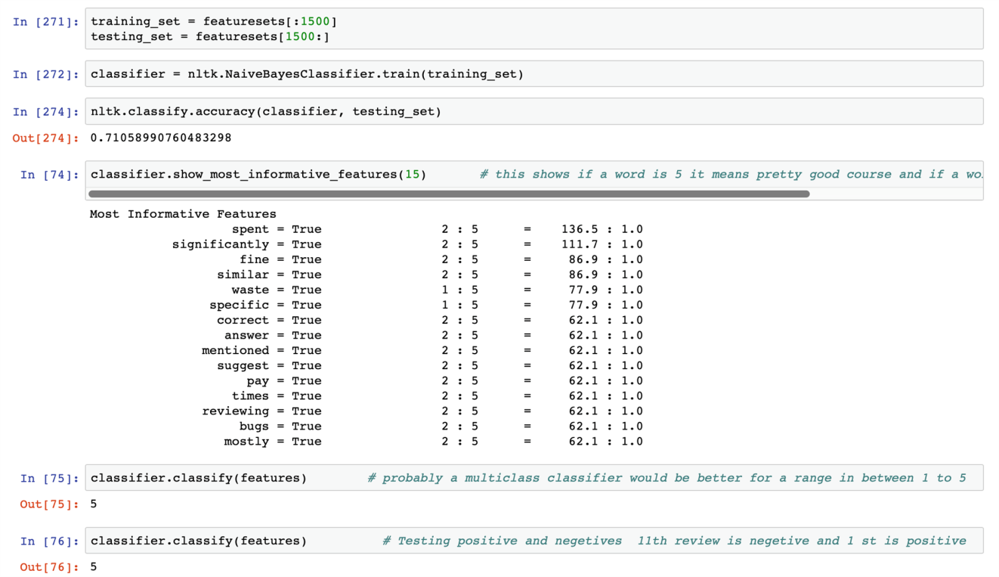 In [271]: training_set = featuresets[:1500]
testing_set = featuresets[1500:]
In [272]: classifier = nltk.NaiveBayesClassifier.train(training_set)
In [274]: nltk.classify.accuracy(classifier, testing_set)
Out[274]: 0.71058990760483298
In [74]: classifier.show_most_informative_features(15) # this shows if a word is 5 it means pretty good course and if a
Most Informative Features
spent = True 2 : 5 = 136.5 : 1.0
significantly = True 2 : 5 = 111.7 : 1.0
fine = True 2 : 5 = 86.9 : 1.0
similar = True 2 : 5 = 86.9 : 1.0
waste = True 1 : 5 = 77.9 : 1.0
specific = True 1 : 5 = 77.9 : 1.0
correct = True 2 : 5 = 62.1 : 1.0
answer = True 2 : 5 = 62.1 : 1.0
mentioned = True 2 : 5 = 62.1 : 1.0
suggest = True 2 : 5 = 62.1 : 1.0
pay = True 2 : 5 = 62.1 : 1.0
times = True 2 : 5 = 62.1 : 1.0
reviewing = True 2 : 5 = 62.1 : 1.0
bugs = True 2 : 5 = 62.1 : 1.0
mostly = True 2 : 5 = 62.1 : 1.0
In [75]: classifier.classify(features) # probably a multiclass classifier would be better for a range in between 1 to 5
Out[75]: 5
In [76]: classifier.classify(features) # Testing positive and negetives 11th review is negetive and 1 st is positive
Out[76]: 5